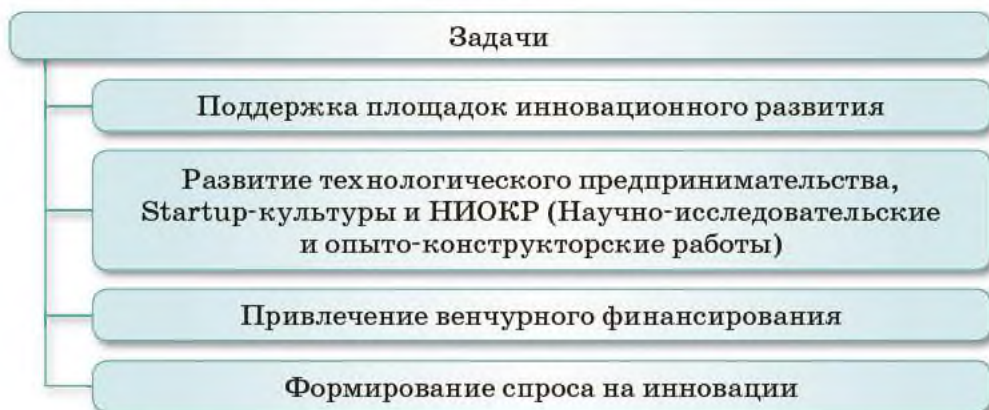 Задачи
Поддержка площадок инновационного развития
Развитие технологического предпринимательства,
Startup-культуры и НИОКР (Научно-исследовательские
и опыто-конструкторские работы)
Привлечение венчурного финансирования
Формирование спроса на инновации